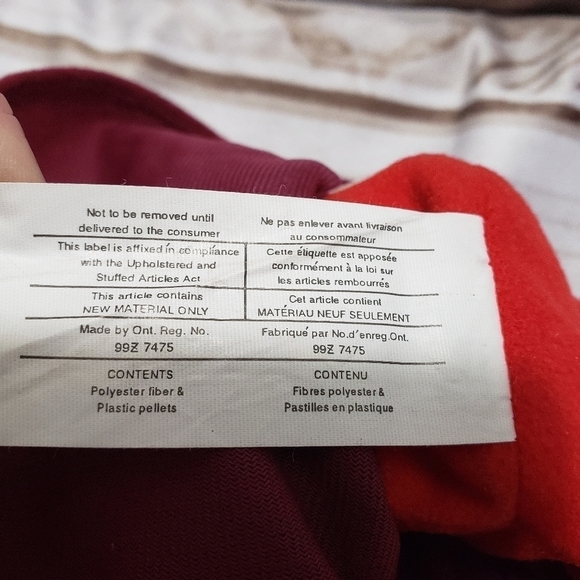 Not to be removed until
delivered to the consumer
Ne pas enlever avant livraison
au consommateur
This label is affixed in compliance
with the Upholstered and
Stuffed Articles Act
Cette étiquette est apposée
conformément à la loi sur
les articles rembourrés
This article contains
NEW MATERIAL ONLY
Cet article contient
MATÉRIAU NEUF SEULEMENT
Made by Ont. Reg. No.
99Z 7475
Fabriqué par No.d'enreg.Ont.
99Z 7475
CONTENTS
Polyester fiber &
Plastic pellets
CONTENU
Fibres polyester &
Pastilles en plastique